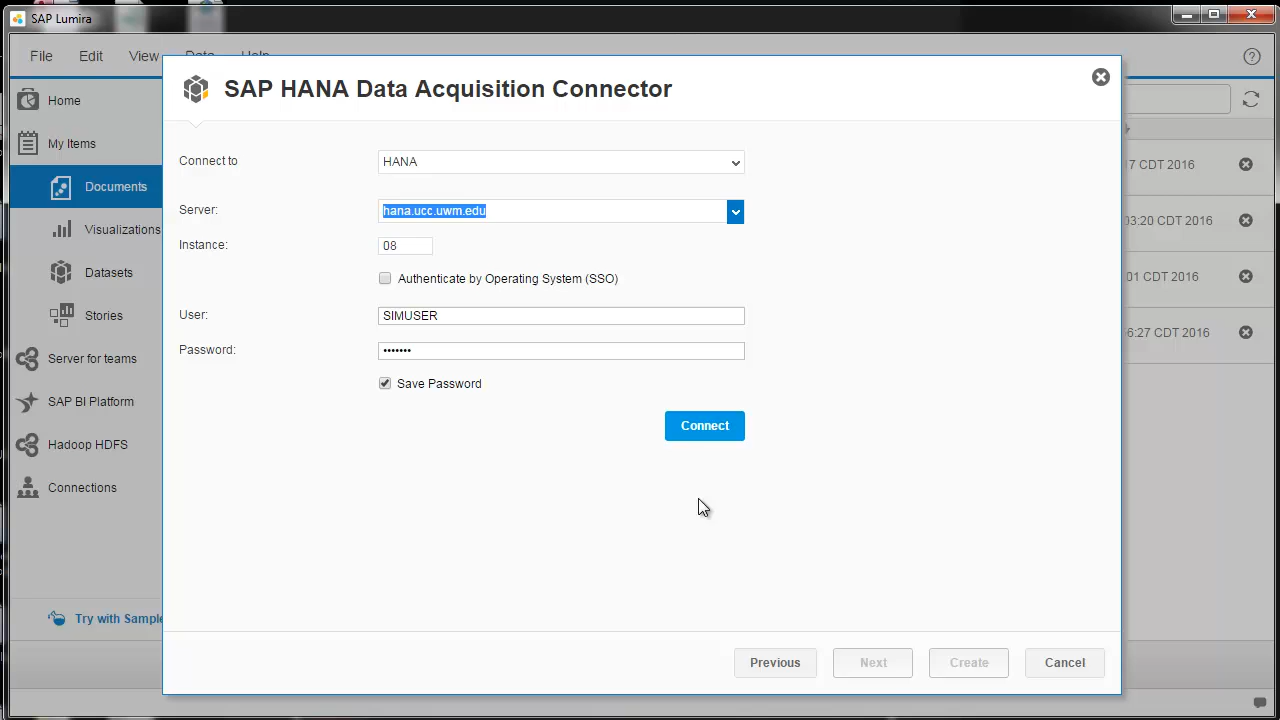 SAP Lumira
File Edit View Data Help
SAP HANA Data Acquisition Connector
Home
My Items
Documents
Visualizations
Datasets
Stories
Server for teams
SAP BI Platform
Hadoop HDFS
Connections
Try with Sample
Connect to HANA
Server: hana.ucc.uwm.edu
Instance: 08
Authenticate by Operating System (SSO)
User: SIMUSER
Password: •••••••
Save Password
Connect
17 CDT 2016
03:20 CDT 2016
01 CDT 2016
6:27 CDT 2016
Previous Next Create Cancel